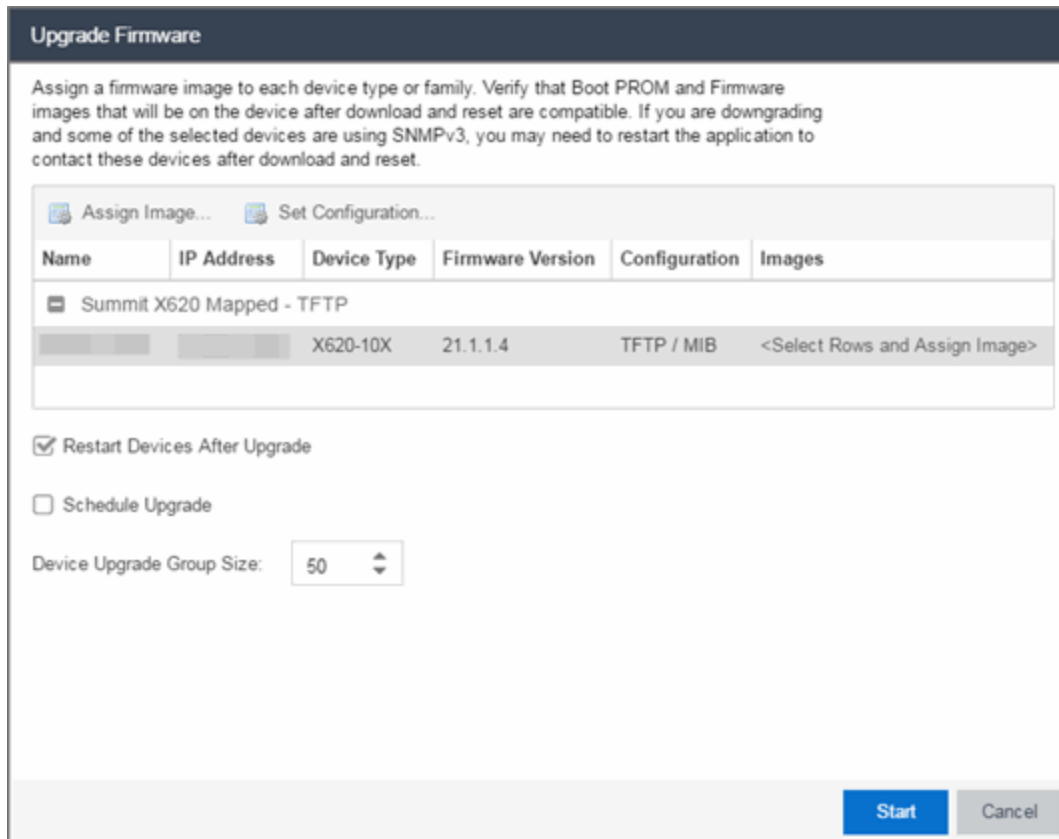 Upgrade Firmware
Assign a firmware image to each device type or family. Verify that Boot PROM and Firmware
images that will be on the device after download and reset are compatible. If you are downgrading
and some of the selected devices are using SNMPv3, you may need to restart the application to
contact these devices after download and reset.
Assign Image... Set Configuration...
Name IP Address Device Type Firmware Version Configuration Images
Summit X620 Mapped - TFTP
X620-10X 21.1.1.4 TFTP / MIB <Select Rows and Assign Image>
Restart Devices After Upgrade
Schedule Upgrade
Device Upgrade Group Size: 50
Start Cancel